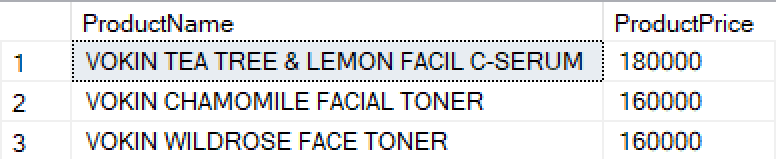 ProductName ProductPrice
1 VOKIN TEA TREE & LEMON FACIL C-SERUM 180000
2 VOKIN CHAMOMILE FACIAL TONER 160000
3 VOKIN WILDROSE FACE TONER 160000